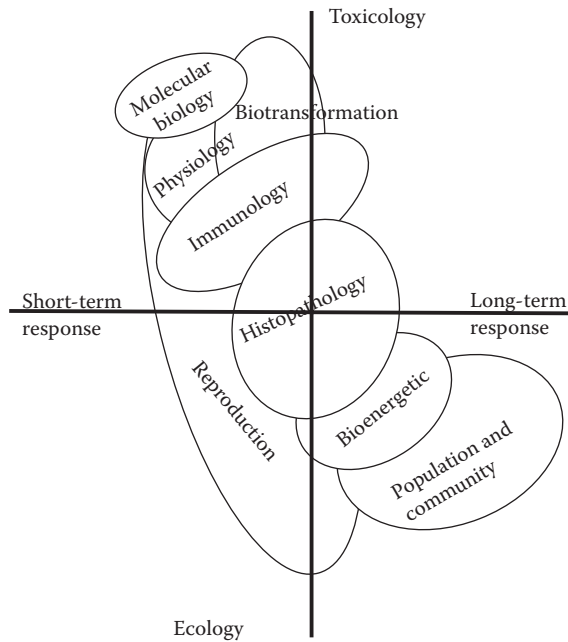 Toxicology
Molecular
biology
Biotransformation
Physiology
Immunology
Short-term
response
Histopathology
Long-term
response
Reproduction
Bioenergetic
Population and
community
Ecology